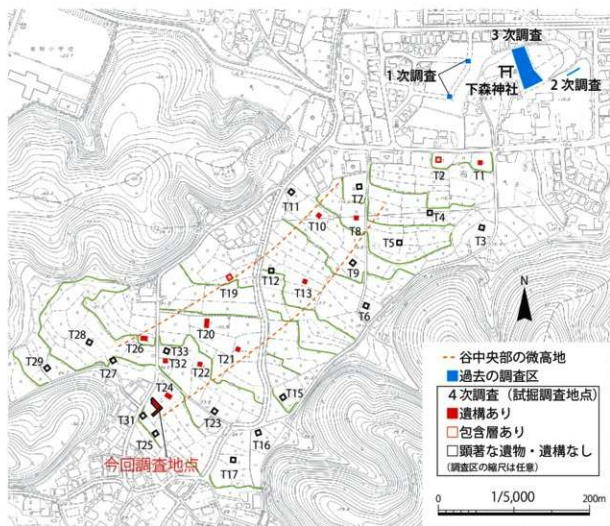 3 次調査
1 次調査
下森神社
2 次調査
T2
T1
T11
T7
T10
T8
T4
T5
T3
T12
T9
T19
T13
T6
N
T20
T28
T26
T33
T21
T29
T27
T32
T22
T24
T15
T31
T23
T25
T16
今回調査地点
T17
谷中央部の微高地
過去の調査区
4次調査（試掘調査地点）
遺構あり
包含層あり
顕著な遺物・遺構なし
(調査区の縮尺は任意)
0 1/5,000 200m